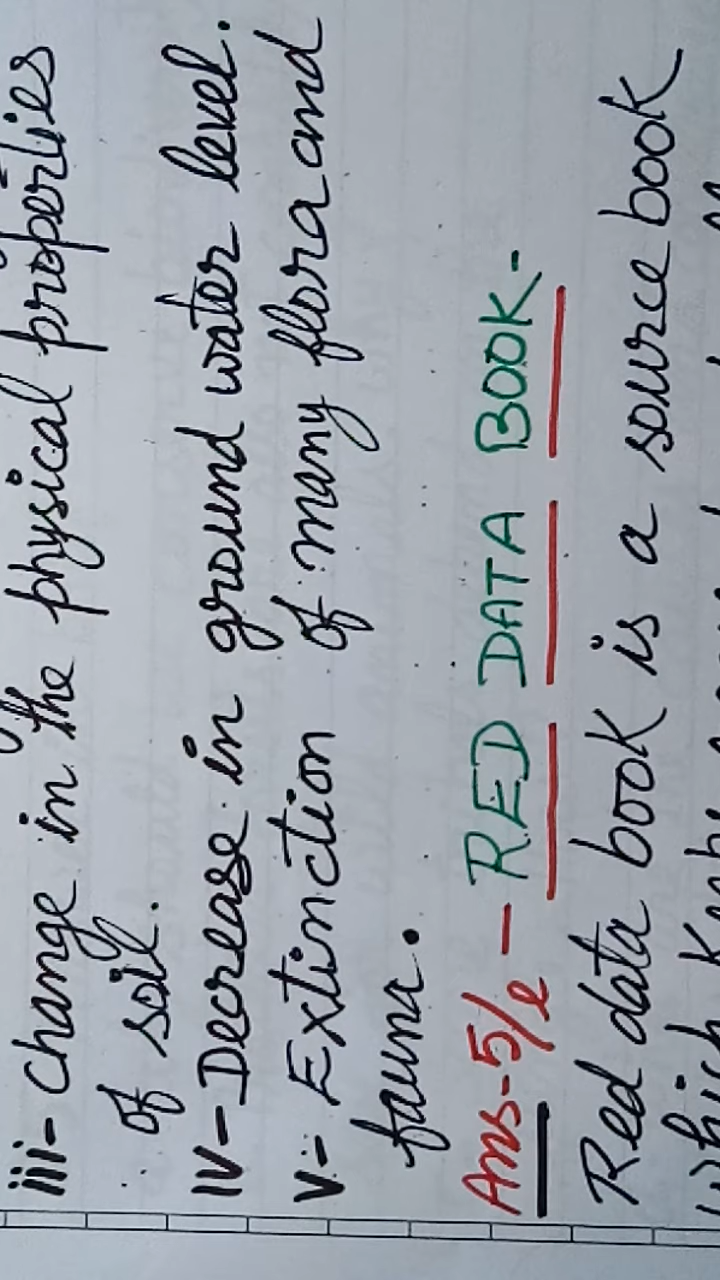 iii- change in the physical properties
of soil.
IV- Decrease in ground water level.
V- Extinction of many flora and
fauna.
Ans-5/e - RED DATA BOOK-
Red data book is a source book
which